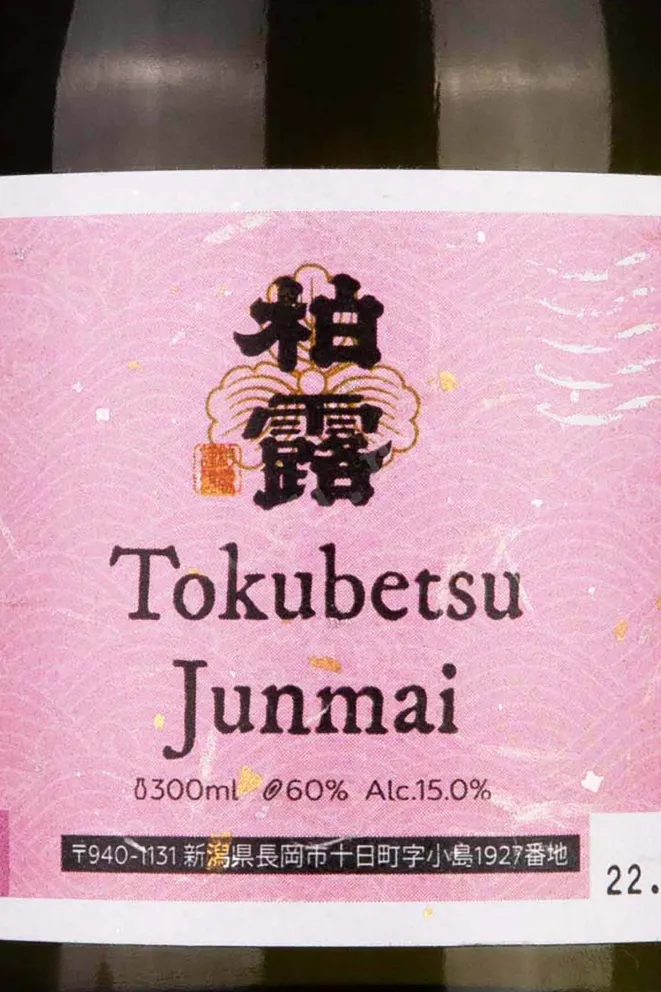 柏
露
Tokubetsu
Junmai
300ml 60% Alc.15.0%
〒940-1131 新潟県長岡市十日町字小島1927番地
22.